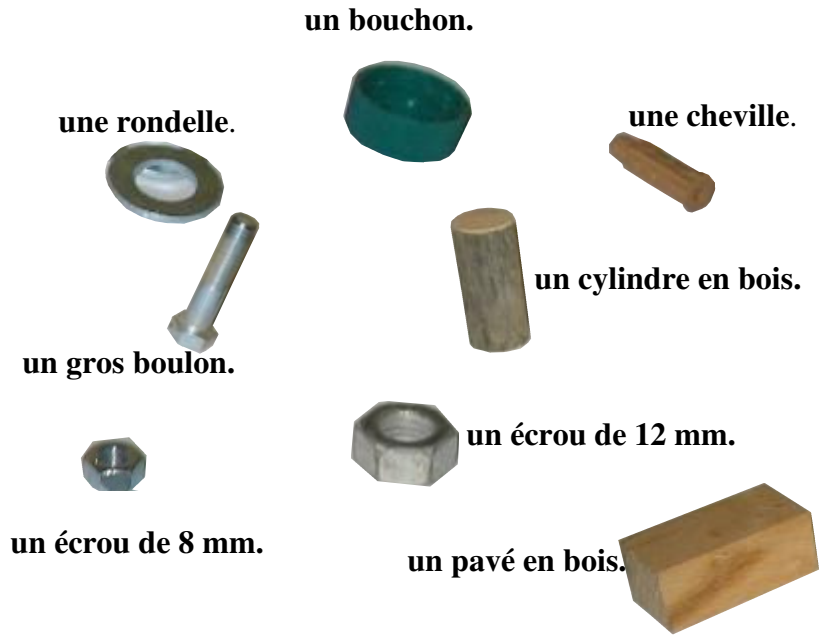 un bouchon.
une rondelle.
une cheville.
un cylindre en bois.
un gros boulon.
un écrou de 12 mm.
un écrou de 8 mm.
un pavé en bois.